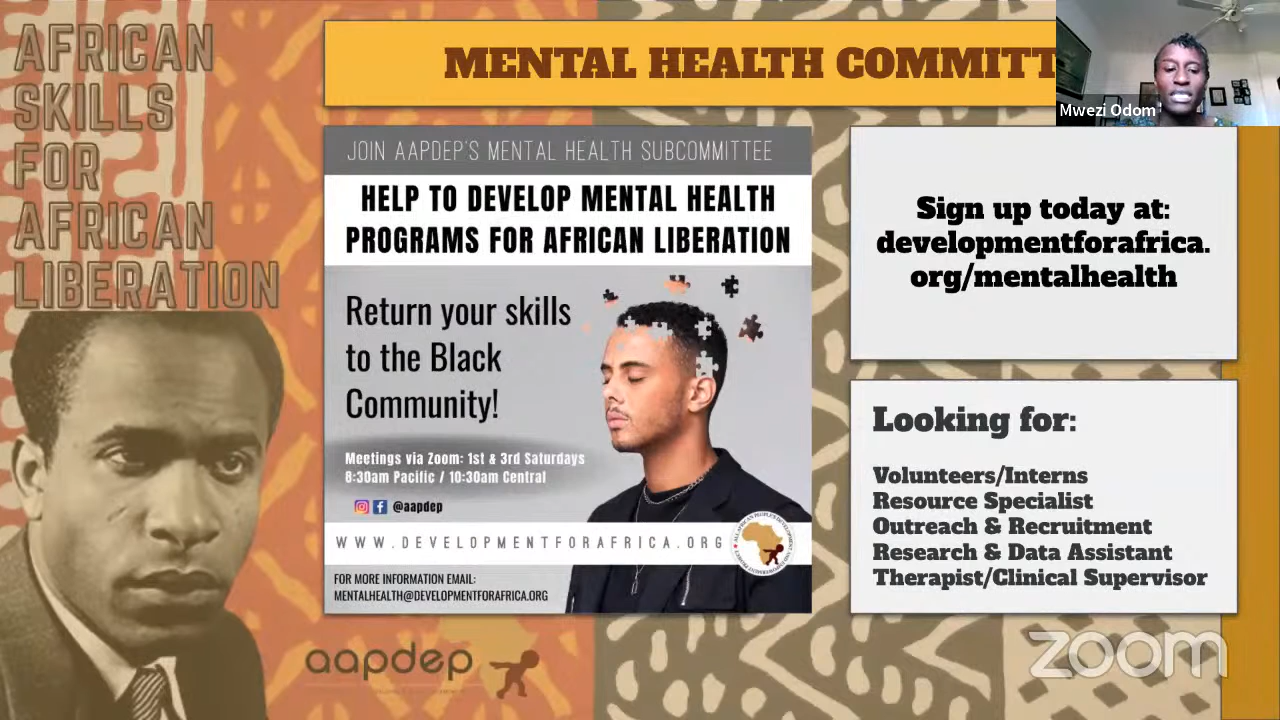 AFRICAN
SKILLS
FOR
AFRICAN
LIBERATION
MENTAL HEALTH COMMITT
Mwezi Odom
JOIN AAPDEP'S MENTAL HEALTH SUBCOMMITTEE
HELP TO DEVELOP MENTAL HEALTH
PROGRAMS FOR AFRICAN LIBERATION
Return your skills
to the Black
Community!
Meetings via Zoom: 1st & 3rd Saturdays
8:30am Pacific / 10:30am Central
@aapdep
WWW.DEVELOPMENTFORAFRICA.ORG
FOR MORE INFORMATION EMAIL:
MENTALHEALTH@DEVELOPMENTFORAFRICA.ORG
Sign up today at:
developmentforafrica.
org/mentalhealth
Looking for:
Volunteers/Interns
Resource Specialist
Outreach & Recruitment
Research & Data Assistant
Therapist/Clinical Supervisor
aapdep
zoom